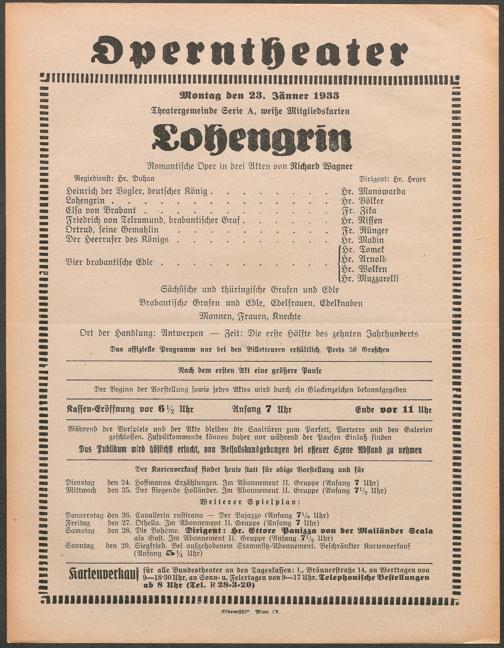 Operntheater
Montag den 23. Jänner 1933
Theatergemeinde Serie A, weiße Mitgliedskarten
Lohengrin
Romantische Oper in drei Akten von Richard Wagner
Regiedienst: Hr. Duhan Dirigent: Hr. Heger
Heinrich der Vogler, deutscher König . . . . . . . . Hr. Manowarda
Lohengrin . . . . . . . . . . . . . Hr. Völker
Elsa von Brabant . . . . . . . . . . . . Fr. Zika
Friedrich von Telramund, brabantischer Graf . . . . . . Hr. Rissen
Ortrud, seine Gemahlin . . . . . . . . . . Fr. Rünger
Der Heerrufer des Königs . . . . . . . . . . Hr. Madin
Vier brabantische Edle . . . . . . . . . . Hr. Tomek
Hr. Arnold
Hr. Wolken
Hr. Muzzarelli
Sächsische und thüringische Grafen und Edle
Brabantische Grafen und Edle, Edelfrauen, Edelknaben
Mannen, Frauen, Knechte
Ort der Handlung: Antwerpen — Zeit: Die erste Hälfte des zehnten Jahrhunderts
Das offizielle Programm nur bei den Billetteuren erhältlich. Preis 50 Groschen
Nach dem ersten Akt eine größere Pause
Der Beginn der Vorstellung sowie jedes Aktes wird durch ein Glockenzeichen bekanntgegeben
Kassen-Eröffnung vor 6½ Uhr Anfang 7 Uhr Ende vor 11 Uhr
Während der Vorspiele und der Akte bleiben die Saaltüren zum Parkett, Parterre und den Galerien
geschlossen. Zuspätkommende können daher nur während der Pausen Einlaß finden
Das Publikum wird höflichst ersucht, von Beifallskundgebungen bei offener Szene Abstand zu nehmen
Der Kartenverkauf findet heute statt für obige Vorstellung und für
Dienstag den 24. Hoffmanns Erzählungen. Im Abonnement II. Gruppe (Anfang 7 Uhr)
Mittwoch den 25. Der fliegende Holländer. Im Abonnement II. Gruppe (Anfang 7½ Uhr)
Weiterer Spielplan:
Donnerstag den 26. Cavalleria rusticana — Der Bajazzo (Anfang 7½ Uhr)
Freitag den 27. Othello. Im Abonnement II. Gruppe (Anfang 7 Uhr)
Samstag den 28. Die Bohème. Dirigent: Hr. Ettore Panizza von der Mailänder Scala
als Gast. Im Abonnement II. Gruppe (Anfang 7½ Uhr)
Sonntag den 29. Siegfried. Bei aufgehobenem Stammsitz-Abonnement. Beschränkter Kartenverkauf
(Anfang 5½ Uhr)
Kartenverkauf für alle Bundestheater an den Tageskassen: I., Bräunerstraße 14, an Werktagen von
9—18·30 Uhr, an Sonn- u. Feiertagen von 9—17 Uhr. Telephonische Bestellungen
ab 8 Uhr (Tel. R 28-3-20)
„Elbemühl“ Wien IX.